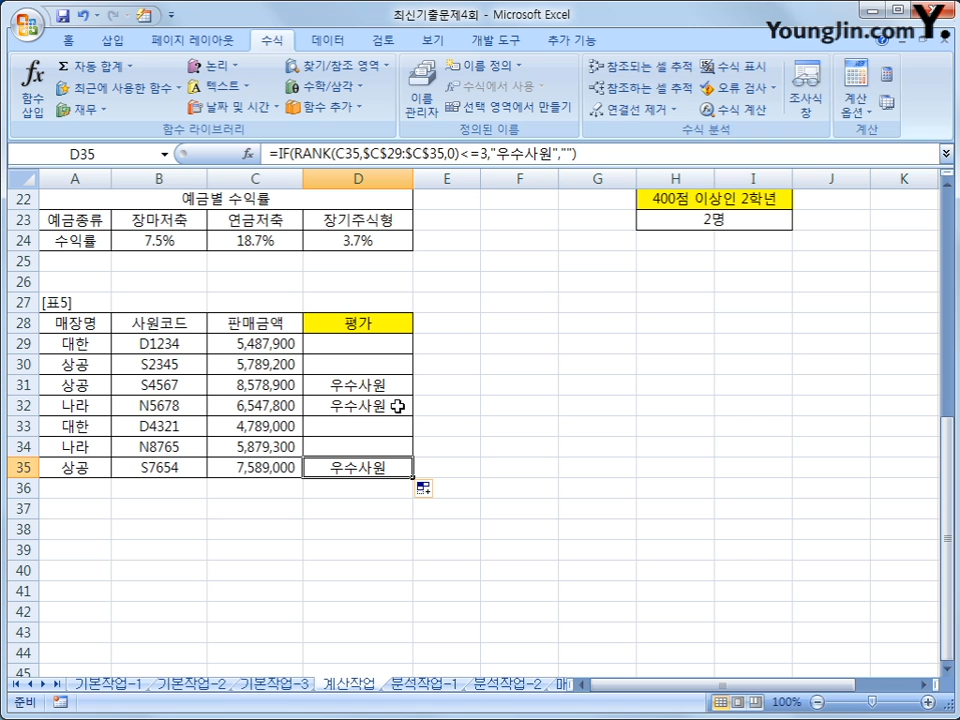 최신기출문제4회 - Microsoft Excel
YoungJin.com Y.
홈 삽입 페이지 레이아웃 수식 데이터 검토 보기 개발 도구 추가 기능
fx 함수 삽입
Σ 자동 합계
최근에 사용한 함수
재무
논리
텍스트
날짜 및 시간
찾기/참조 영역
수학/삼각
함수 추가
함수 라이브러리
이름 관리자
이름 정의
수식에서 사용
선택 영역에서 만들기
정의된 이름
참조되는 셀 추적
참조하는 셀 추적
연결선 제거
수식 표시
오류 검사
수식 계산
조사식 창
수식 분석
계산 옵션
계산
D35 fx =IF(RANK(C35,$C$29:$C$35,0)<=3,"우수사원","")
A B C D E F G H I J K
22 예금별 수익률 400점 이상인 2학년
23 예금종류 장마저축 연금저축 장기주식형 2명
24 수익률 7.5% 18.7% 3.7%
25
26
27 [표5]
28 매장명 사원코드 판매금액 평가
29 대한 D1234 5,487,900
30 상공 S2345 5,789,200
31 상공 S4567 8,578,900 우수사원
32 나라 N5678 6,547,800 우수사원
33 대한 D4321 4,789,000
34 나라 N8765 5,879,300
35 상공 S7654 7,589,000 우수사원
36
37
38
39
40
41
42
43
44
45
기본작업-1 기본작업-2 기본작업-3 계산작업 분석작업-1 분석작업-2
준비 100%